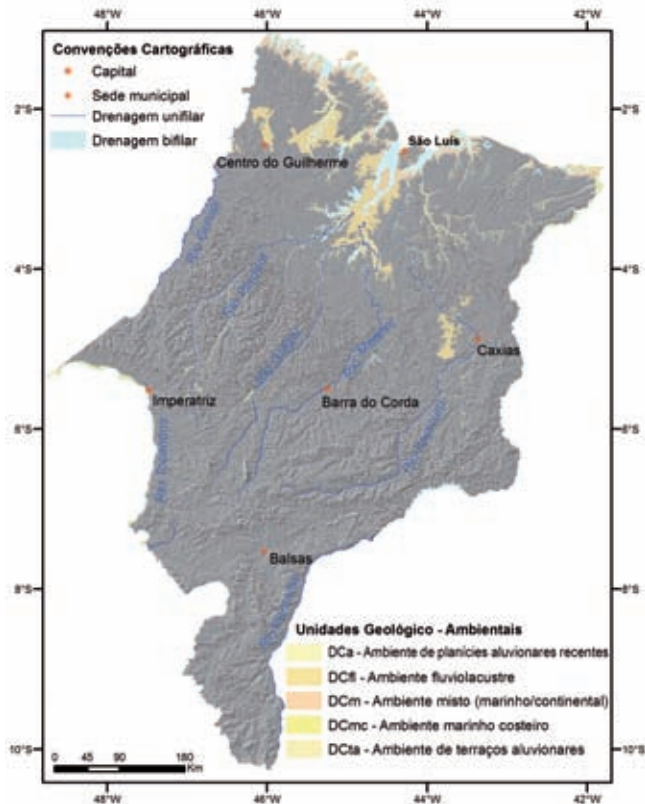 48°W 46°W 44°W 42°W
Convenções Cartográficas
Capital
Sede municipal
Drenagem unifilar
Drenagem bifilar
2°S 2°S
São Luís
Centro do Guilherme
4°S 4°S
Caxias
Imperatriz
Barra do Corda
6°S 6°S
Balsas
8°S 8°S
Unidades Geológico - Ambientais
DCa - Ambiente de planícies aluvionares recentes
DCfl - Ambiente fluviolacustre
DCm - Ambiente misto (marinho/continental)
DCmc - Ambiente marinho costeiro
DCta - Ambiente de terraços aluvionares
10°S 10°S
0 45 90 180
Km
48°W 46°W 44°W 42°W